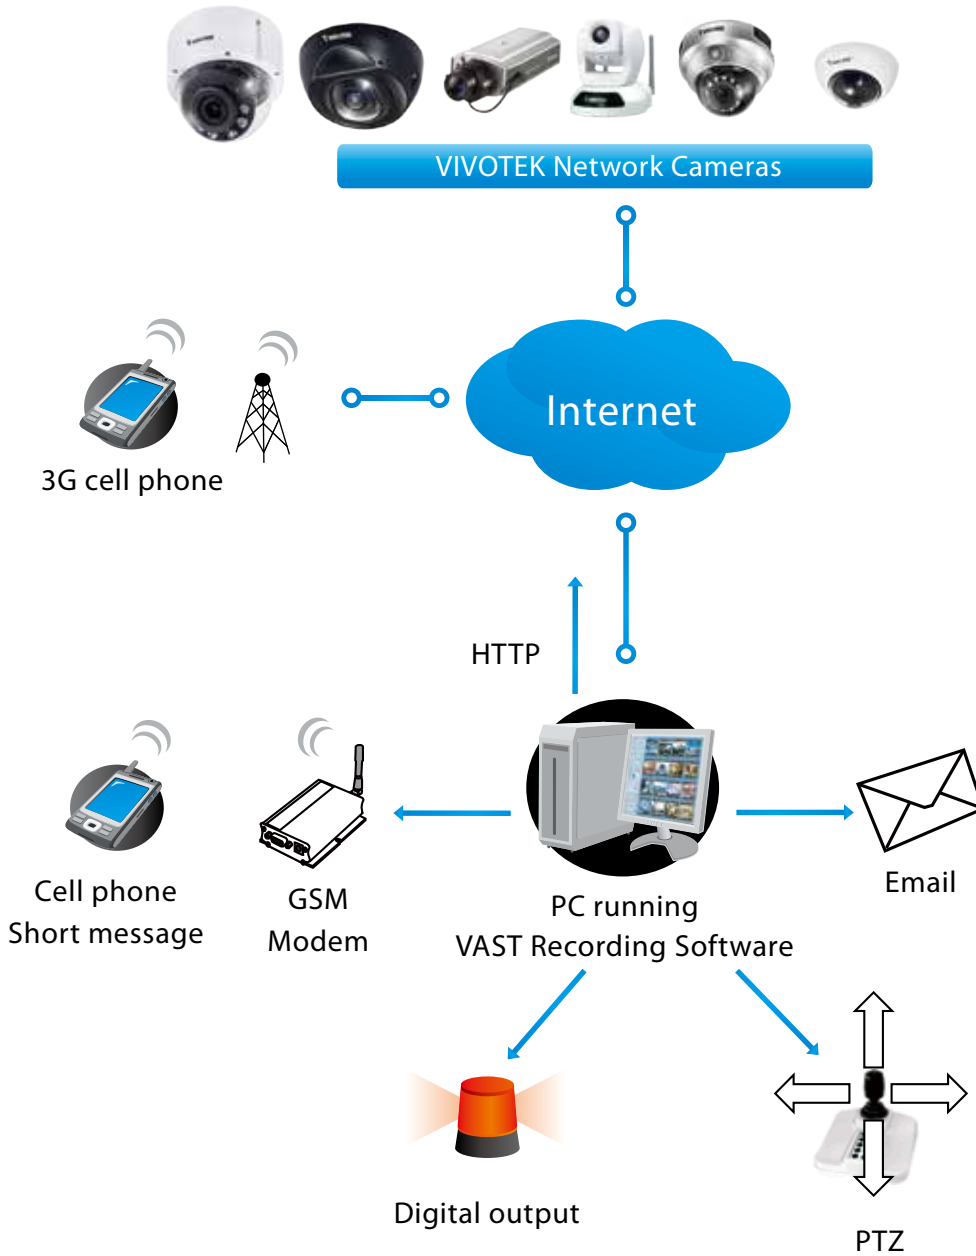 VIVOTEK Network Cameras
Internet
3G cell phone
HTTP
Cell phone
Short message
GSM
Modem
PC running
VAST Recording Software
Email
Digital output
PTZ